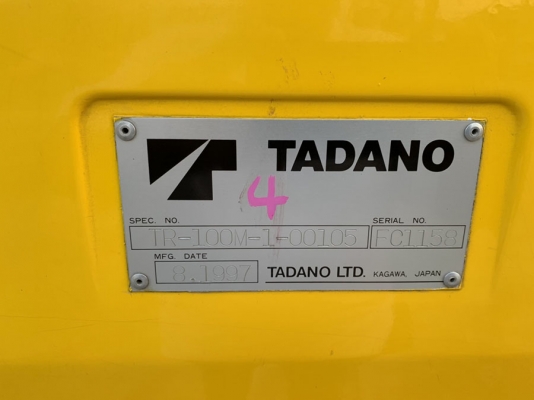 TADANO
4
SPEC. NO. SERIAL NO.
TR-100M-1-00105 FC1158
MFG. DATE
8.1997 TADANO LTD. KAGAWA, JAPAN